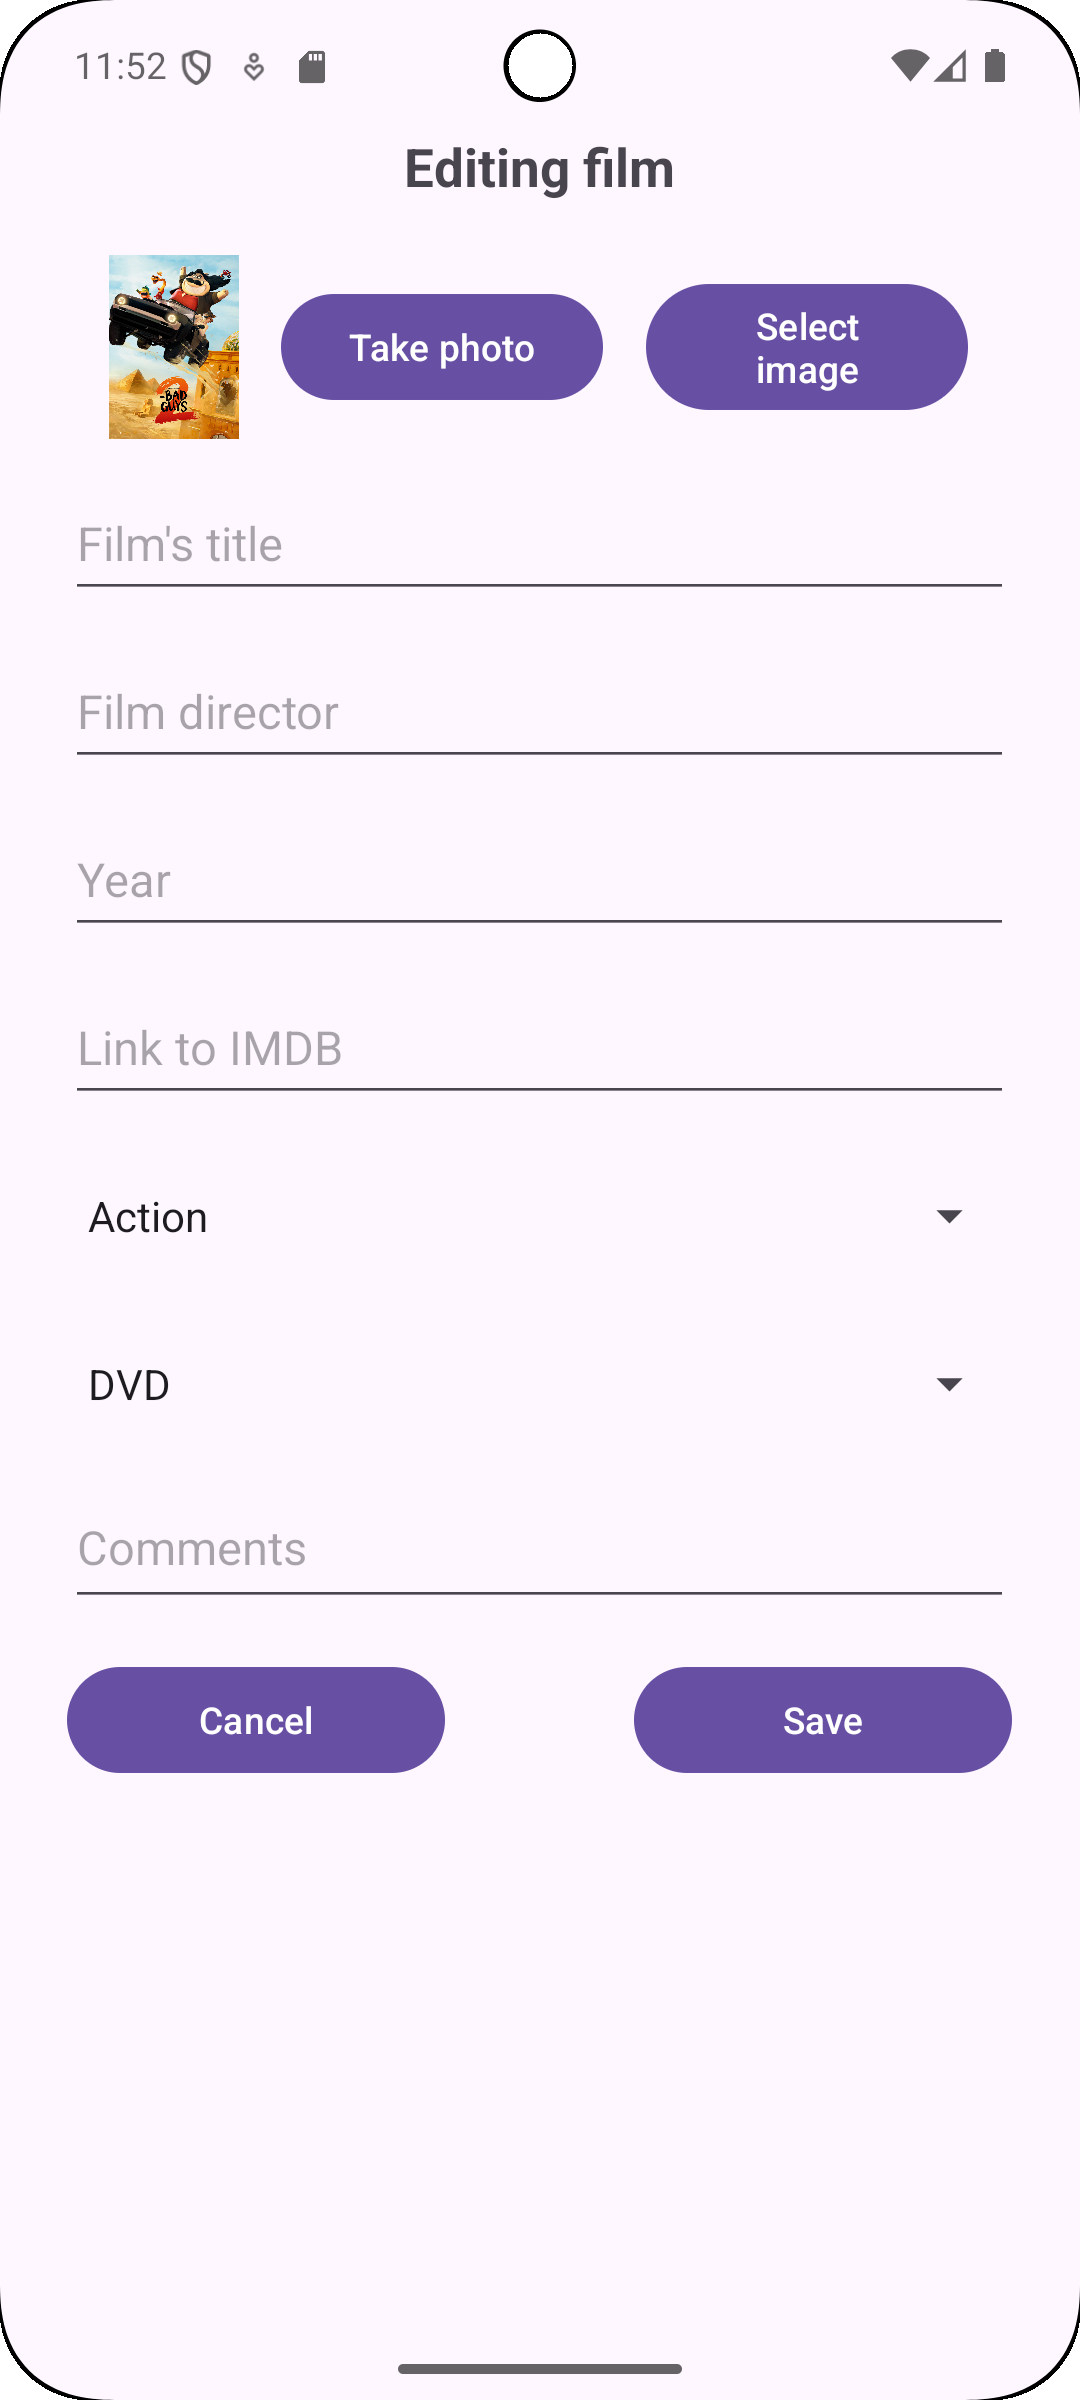 11:52
Editing film
-BAD
GUYS
2
Take photo
Select
image
Film's title
Film director
Year
Link to IMDB
Action
DVD
Comments
Cancel
Save